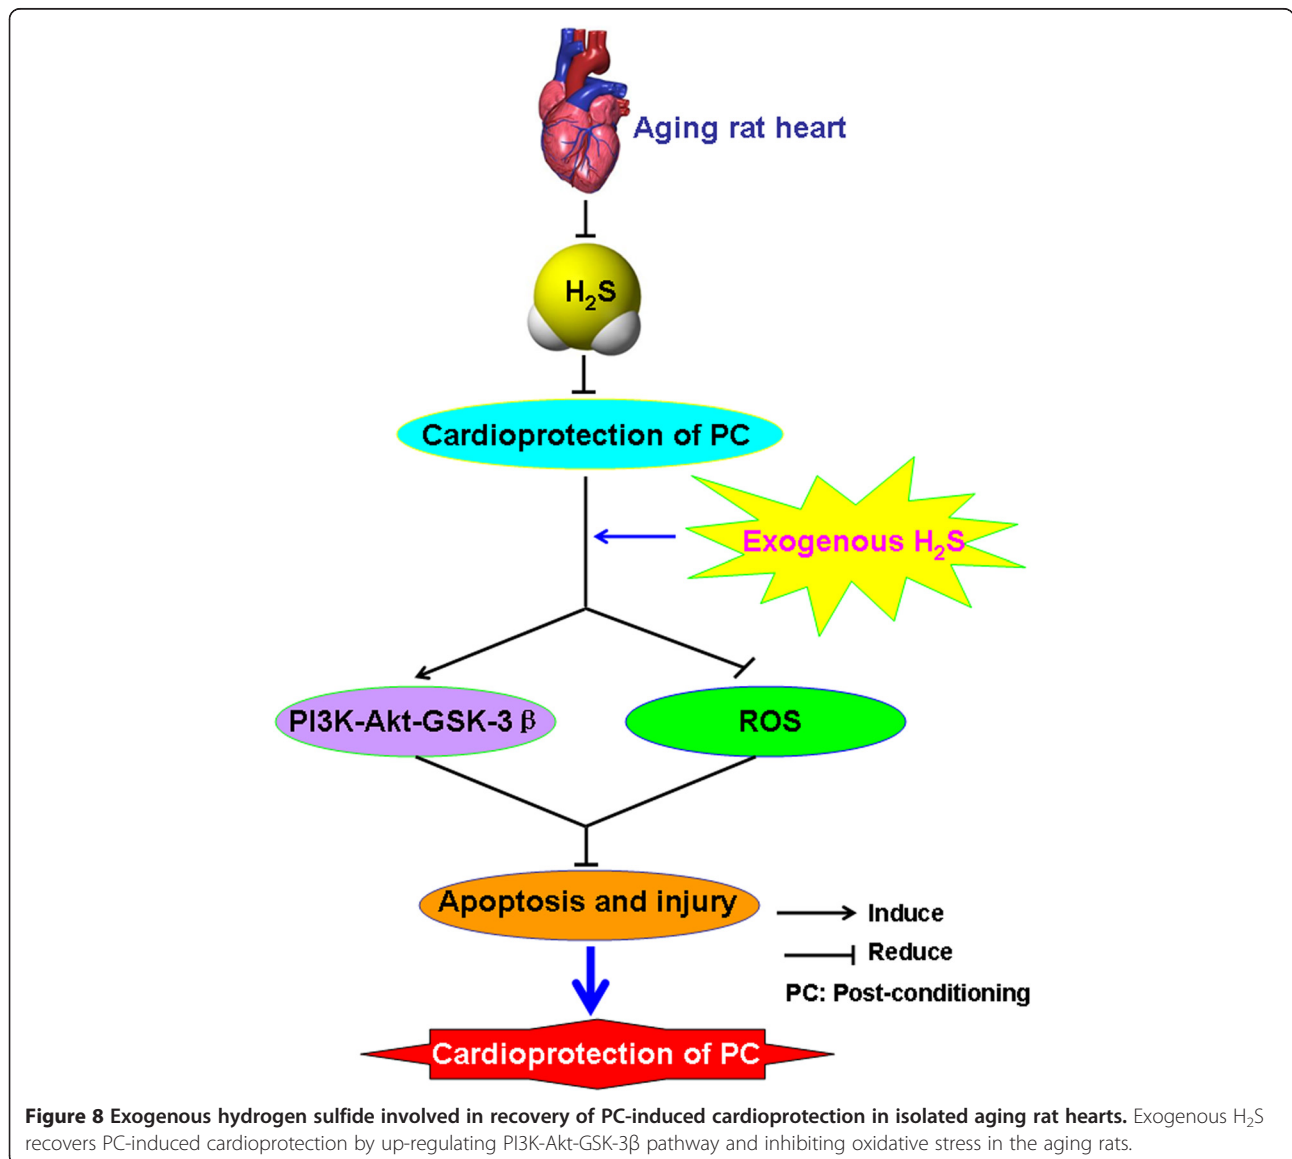 Aging rat heart
H₂S
Cardioprotection of PC
Exogenous H₂S
PI3K-Akt-GSK-3 β
ROS
Apoptosis and injury
Induce
Reduce
PC: Post-conditioning
Cardioprotection of PC
Figure 8 Exogenous hydrogen sulfide involved in recovery of PC-induced cardioprotection in isolated aging rat hearts. Exogenous H₂S
recovers PC-induced cardioprotection by up-regulating PI3K-Akt-GSK-3β pathway and inhibiting oxidative stress in the aging rats.